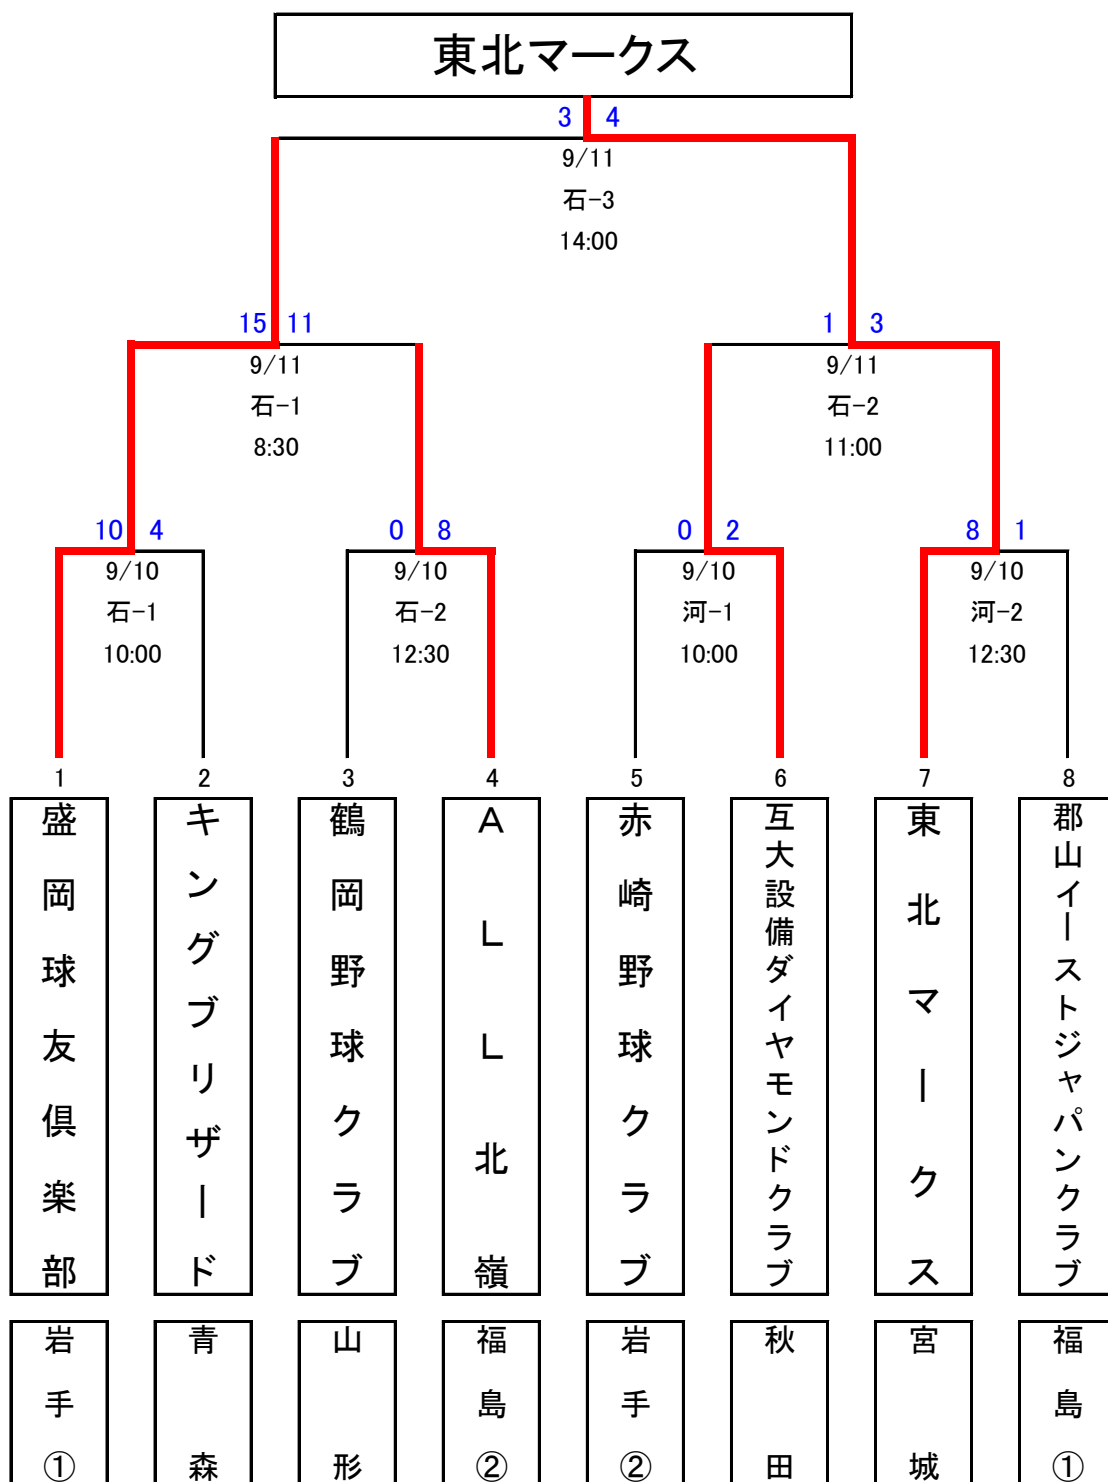 東北マークス
3 4
9/11
石-3
14:00
15 11
9/11
石-1
8:30
1 3
9/11
石-2
11:00
10 4
9/10
石-1
10:00
0 8
9/10
石-2
12:30
0 2
9/10
河-1
10:00
8 1
9/10
河-2
12:30
1 2 3 4 5 6 7 8
盛岡球友倶楽部
キングブリザード
鶴岡野球クラブ
ALL北嶺
赤崎野球クラブ
互大設備ダイヤモンドクラブ
東北マークス
郡山イーストジャパンクラブ
岩手①
青森
山形
福島②
岩手②
秋田
宮城
福島①